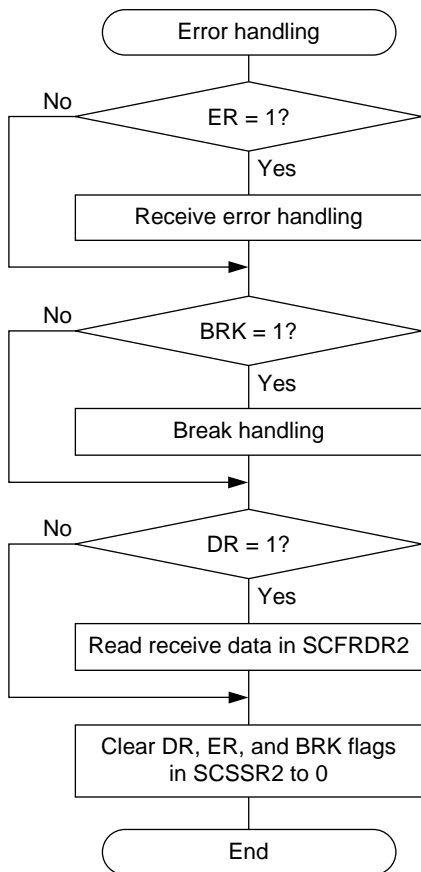 Error handling
No
ER = 1?
Yes
Receive error handling
No
BRK = 1?
Yes
Break handling
No
DR = 1?
Yes
Read receive data in SCFRDR2
Clear DR, ER, and BRK flags
in SCSSR2 to 0
End